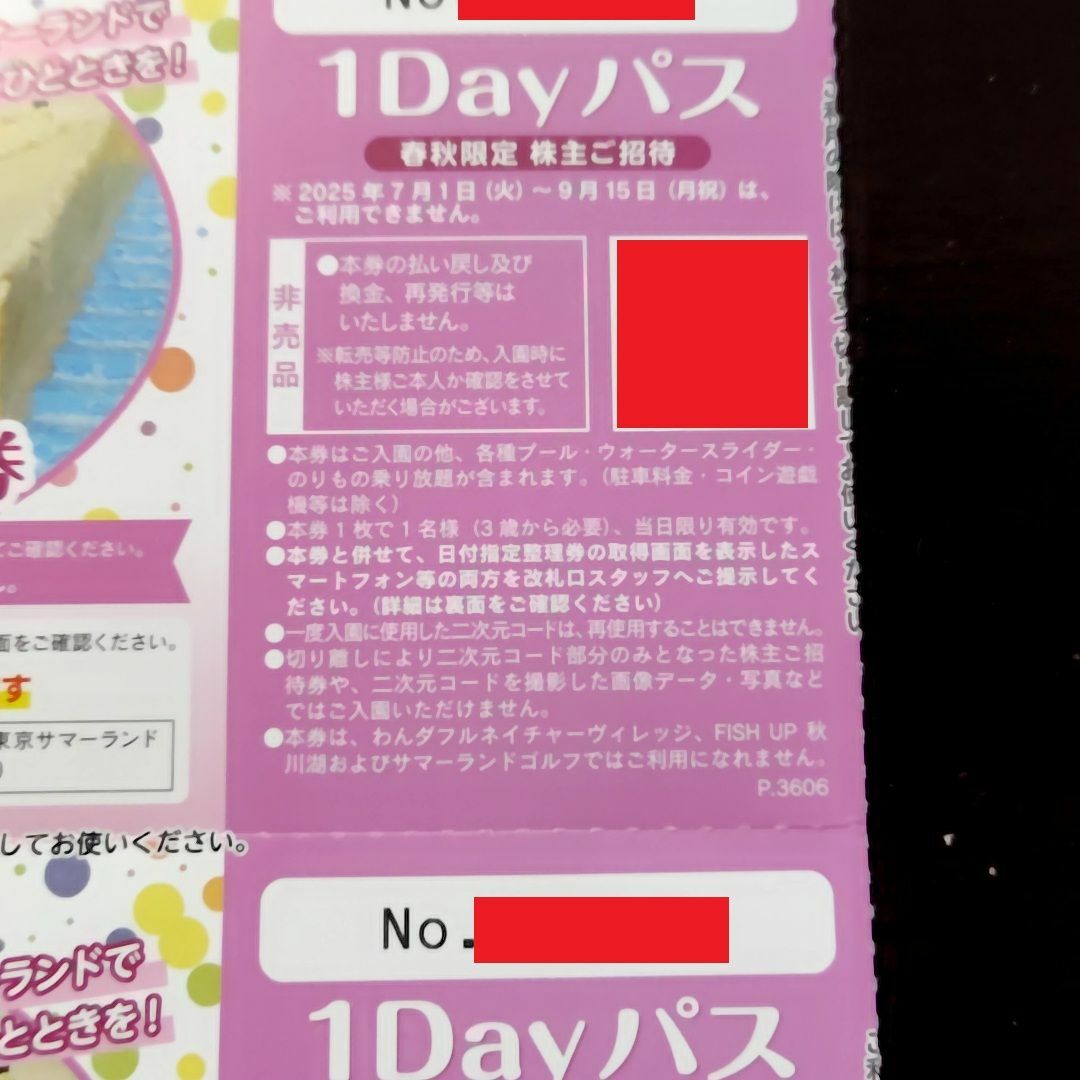 ーランドで
ひとときを!
No
1Dayパス
春秋限定 株主ご招待
※2025年7月1日(火)〜9月15日(月祝)は、
ご利用できません。
非売品
●本券の払い戻し及び
換金、再発行等は
いたしません。
※転売等防止のため、入園時に
株主様ご本人か確認をさせて
いただく場合がございます。
●本券はご入園の他、各種プール・ウォータースライダー・
のりもの乗り放題が含まれます。(駐車料金・コイン遊戯
機等は除く)
●本券1枚で1名様(3歳から必要)、当日限り有効です。
●本券と併せて、日付指定整理券の取得画面を表示したス
マートフォン等の両方を改札口スタッフへご提示してく
ださい。(詳細は裏面をご確認ください)
●一度入園に使用した二次元コードは、再使用することはできません。
●切り離しにより二次元コード部分のみとなった株主ご招
待券や、二次元コードを撮影した画像データ・写真など
ではご入園いただけません。
●本券は、わんダフルネイチャーヴィレッジ、FISH UP 秋
川湖およびサマーランドゴルフではご利用になれません。
P.3606
券
てご確認ください。
ん。
面をご確認ください。
す
東京サマーランド
)
してお使いください。
ランドで
とときを!
No.
1Dayパス